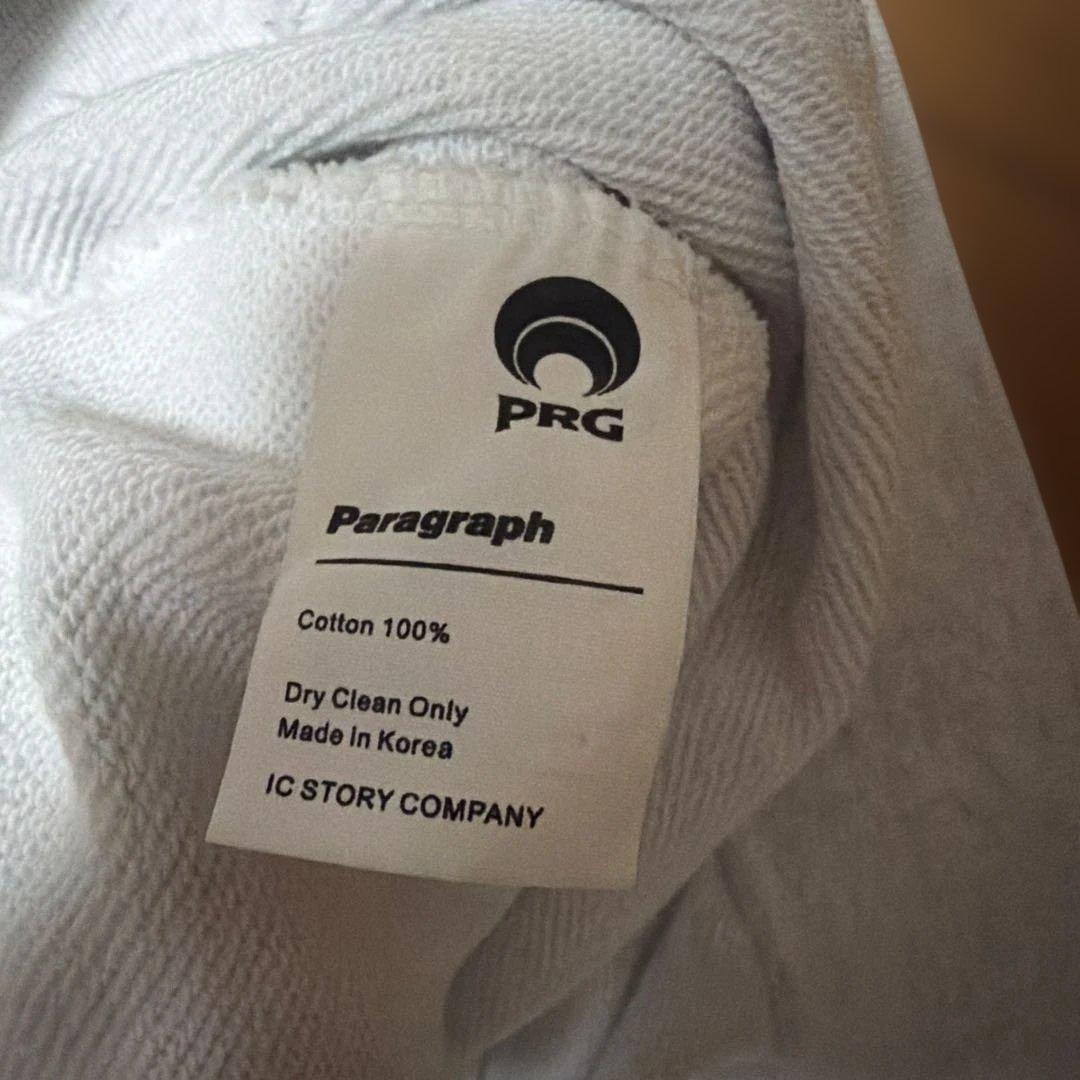 PRG
Paragraph
Cotton 100%
Dry Clean Only
Made in Korea
IC STORY COMPANY